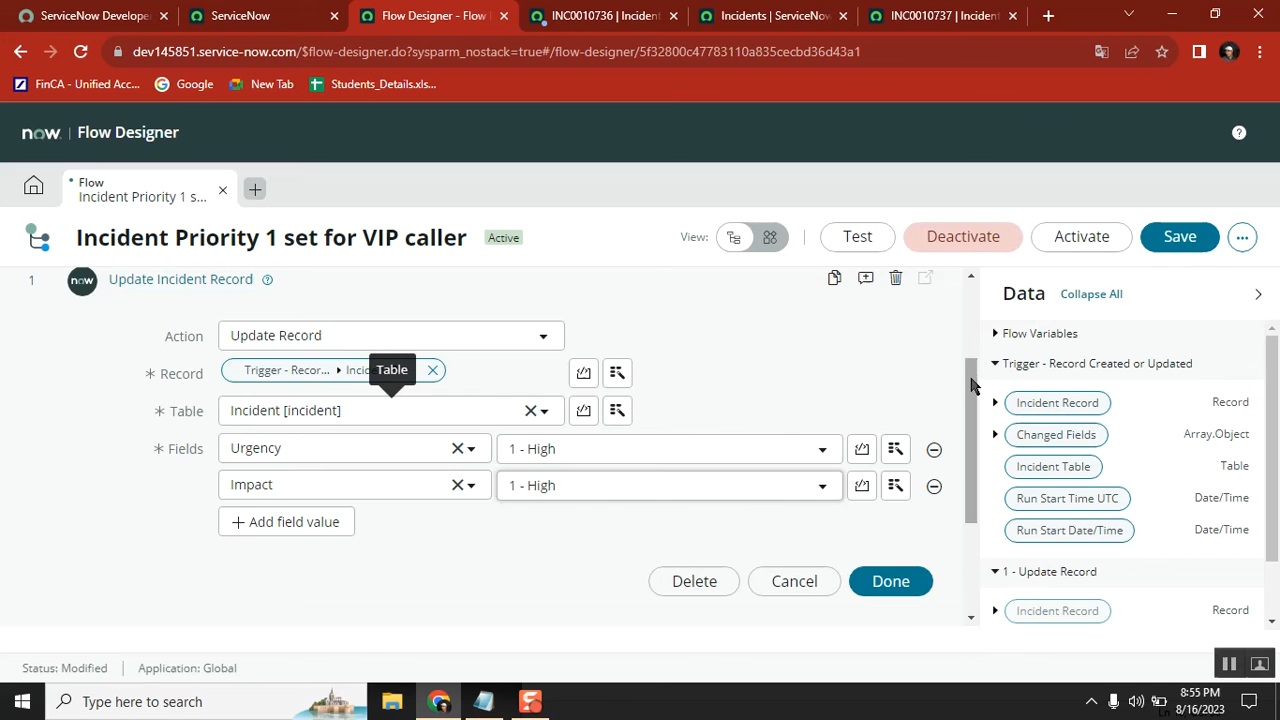 ServiceNow Develope
ServiceNow
Flow Designer - Flow
INC0010736 | Incident
Incidents | ServiceNow
INC0010737 | Incident
dev145851.service-now.com/$flow-designer.do?sysparm_nostack=true#/flow-designer/5f32800c47783110a835cecbd36d43a1
FinCA - Unified Acc...
Google
New Tab
Students_Details.xls...
now. | Flow Designer
Flow
Incident Priority 1 s...
Incident Priority 1 set for VIP caller
Active
View:
Test
Deactivate
Activate
Save
1
now
Update Incident Record
Data
Collapse All
Action
Update Record
Flow Variables
Trigger - Record Created or Updated
* Record
Trigger - Recor...
Table
* Table
Incident [incident]
Incident Record
Record
Changed Fields
Array.Object
* Fields
Urgency
1 - High
Incident Table
Table
Impact
1 - High
Run Start Time UTC
Date/Time
+ Add field value
Run Start Date/Time
Date/Time
Delete
Cancel
Done
1 - Update Record
Incident Record
Record
Status: Modified
Application: Global
Type here to search
8:55 PM
8/16/2023